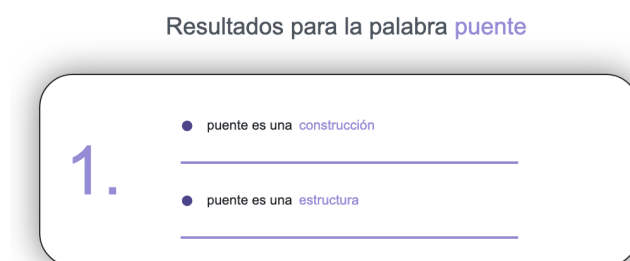 Resultados para la palabra puente
1.
puente es una construcción
puente es una estructura